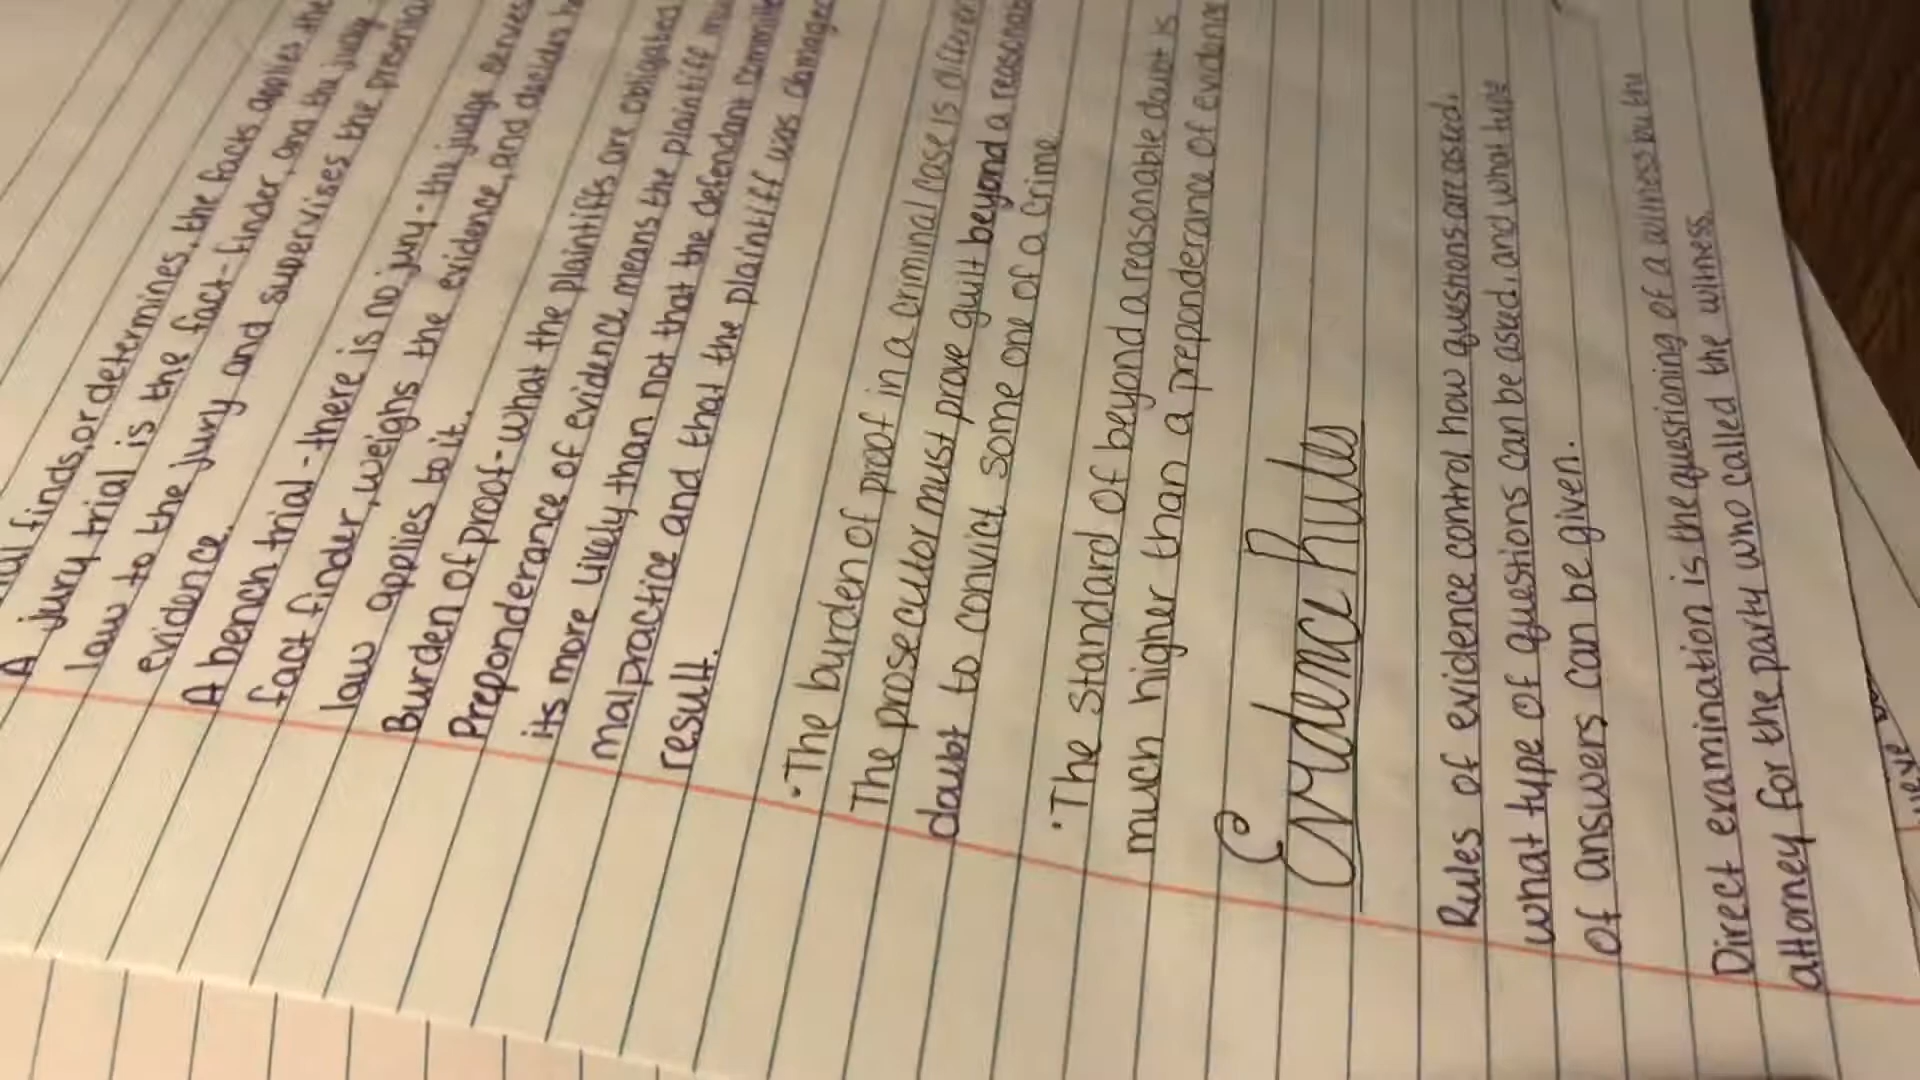 finds, or determines, the facts applies the
A jury trial is the fact-finder, and the jury
law to the jury and supervises the
evidence.
A bench trial - there is no jury - the judge serves
fact finder, weighs the evidence, and decides
law applies to it.
Burden of proof - what the plaintiffs are obligated
Preponderance of evidence means the plaintiff
its more likely than not that the defendant
malpractice and that the plaintiff was damaged
result.
• The burden of proof in a criminal case is
The prosecutor must prove guilt beyond a
doubt to convict some one of a crime
• The standard of beyond a reasonable doubt is
much higher than a preponderance of evidence
Evidence Rules
Rules of evidence control how questions are asked,
what type of questions can be asked, and what type
of answers can be given.
Direct examination is the questioning of a witness by the
attorney for the party who called the witness.